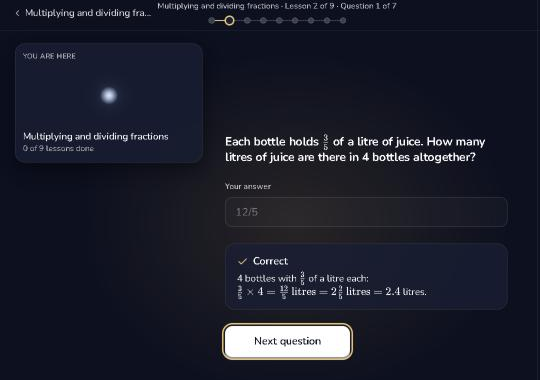 Multiplying and dividing fra...
Multiplying and dividing fractions · Lesson 2 of 9 · Question 1 of 7
YOU ARE HERE
Multiplying and dividing fractions
0 of 9 lessons done
Each bottle holds 3/5 of a litre of juice. How many
litres of juice are there in 4 bottles altogether?
Your answer
12/5
Correct
4 bottles with 3/5 of a litre each:
3/5 × 4 = 12/5 litres = 2 2/5 litres = 2.4 litres.
Next question